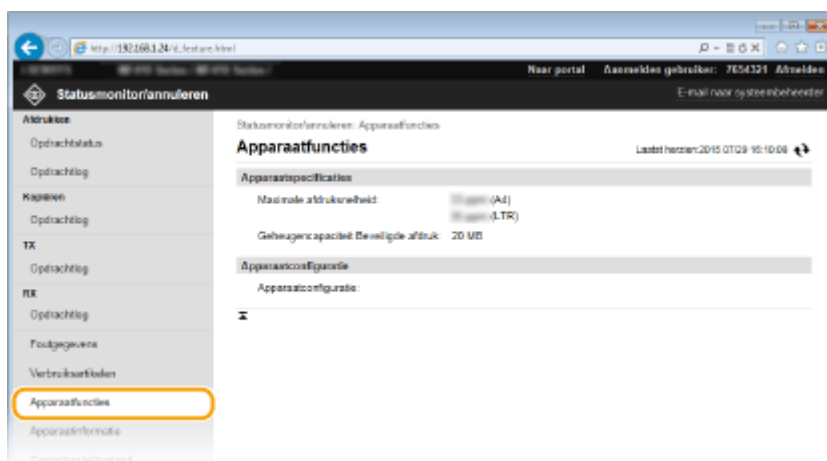 http://192.168.1.24/d_feature.html
Naar portal Aanmelden gebruiker: 7654321 Afmelden
Statusmonitor/annuleren
E-mail naar systeembeheerder
Afdrukken
Opdrachtstatus
Opdrachtlog
Kopiëren
Opdrachtlog
TX
Opdrachtlog
RX
Opdrachtlog
Foutgegevens
Verbruiksartikelen
Apparaatfuncties
Apparaatinformatie
Statusmonitor/annuleren: Apparaatfuncties
Apparaatfuncties
Laatst herzien:2015 07/29 16:10:08
Apparaatspecificaties
Maximale afdruksnelheid:
(A4)
(LTR)
Geheugencapaciteit Beveiligde afdruk: 20 MB
Apparaatconfiguratie
Apparaatconfiguratie: